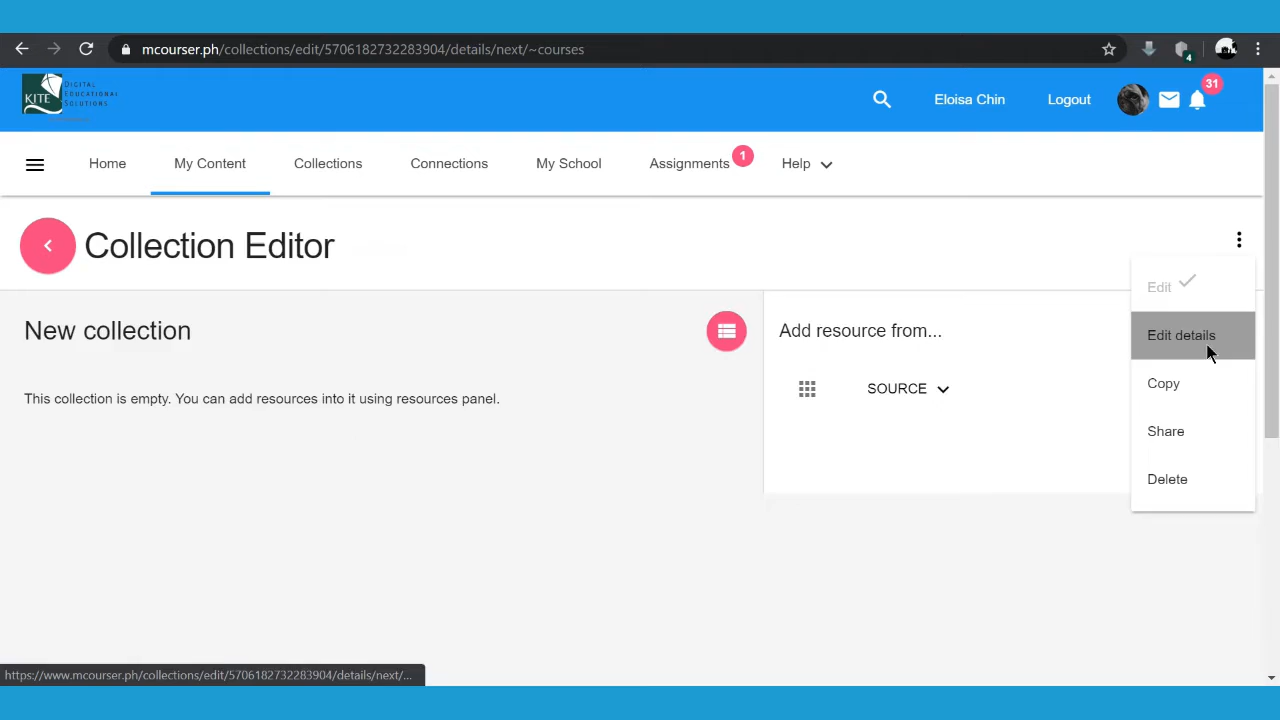 mcourser.ph/collections/edit/5706182732283904/details/next/~courses
4
KITE
DIGITAL
EDUCATIONAL
SOLUTIONS
Eloisa Chin
Logout
31
Home
My Content
Collections
Connections
My School
Assignments
1
Help
Collection Editor
Edit
Edit details
Copy
Share
Delete
New collection
This collection is empty. You can add resources into it using resources panel.
Add resource from...
SOURCE
https://www.mcourser.ph/collections/edit/5706182732283904/details/next/...